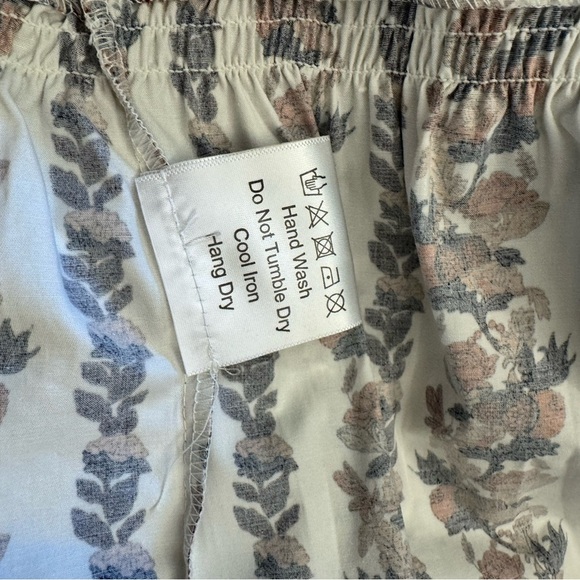 Hand Wash
Do Not Tumble Dry
Cool Iron
Hang Dry